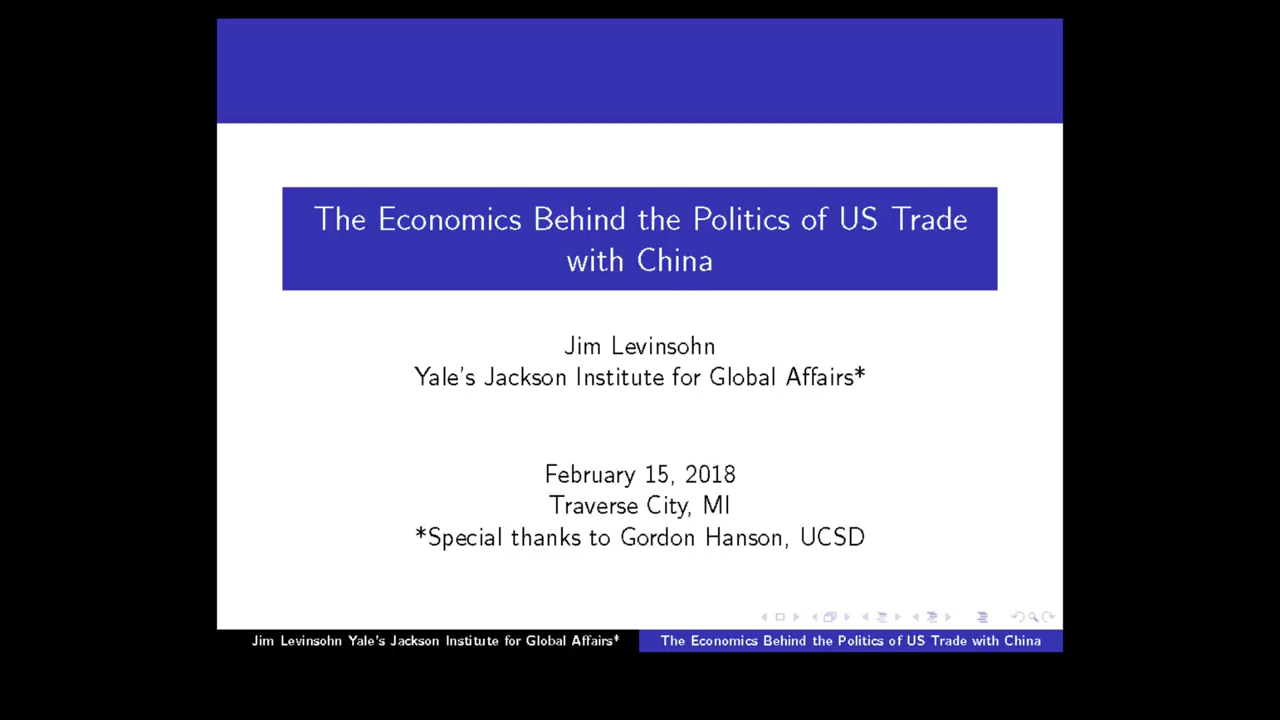 The Economics Behind the Politics of US Trade
with China
Jim Levinsohn
Yale's Jackson Institute for Global Affairs*
February 15, 2018
Traverse City, MI
*Special thanks to Gordon Hanson, UCSD
Jim Levinsohn Yale's Jackson Institute for Global Affairs*
The Economics Behind the Politics of US Trade with China